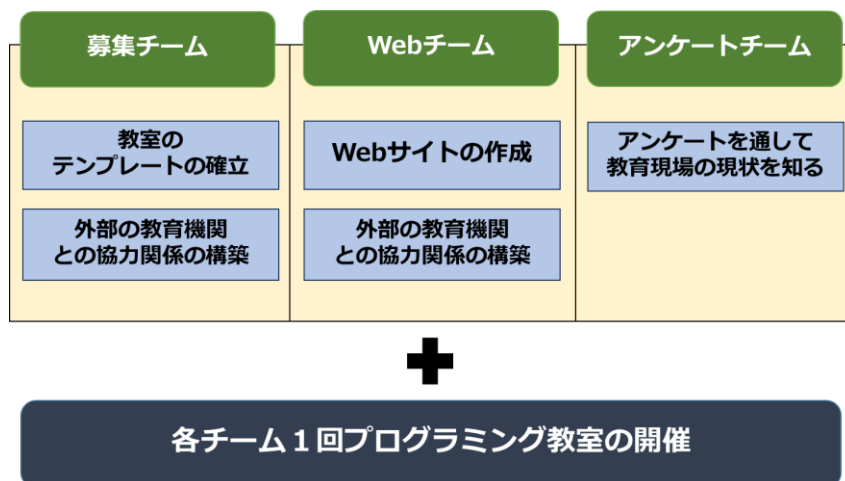 募集チーム
Webチーム
アンケートチーム
教室の
テンプレートの確立
Webサイトの作成
アンケートを通して
教育現場の現状を知る
外部の教育機関
との協力関係の構築
外部の教育機関
との協力関係の構築
各チーム１回プログラミング教室の開催